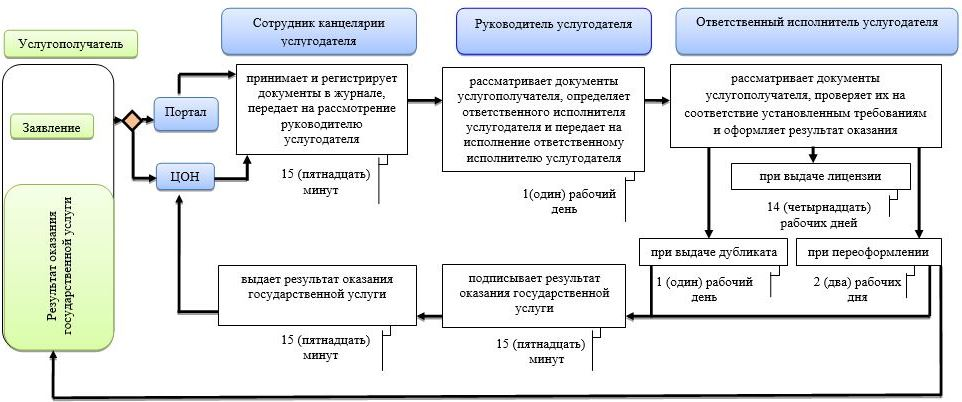 Услугополучатель
Сотрудник канцелярии
услугодателя
Руководитель услугодателя
Ответственный исполнитель услугодателя
Заявление
Результат оказания
государственной услуги
Портал
ЦОН
принимает и регистрирует
документы в журнале,
передает на рассмотрение
руководителю
услугодателя
15 (пятнадцать)
минут
рассматривает документы
услугополучателя, определяет
ответственного исполнителя
услугодателя и передает на
исполнение ответственному
исполнителю услугодателя
1(один) рабочий
день
рассматривает документы
услугополучателя, проверяет их на
соответствие установленным требованиям
и оформляет результат оказания
при выдаче лицензии
14 (четырнадцать)
рабочих дней
при выдаче дубликата
1 (один) рабочий
день
при переоформлении
2 (два) рабочих
дня
подписывает результат
оказания государственной
услуги
15 (пятнадцать)
минут
выдает результат оказания
государственной услуги
15 (пятнадцать)
минут